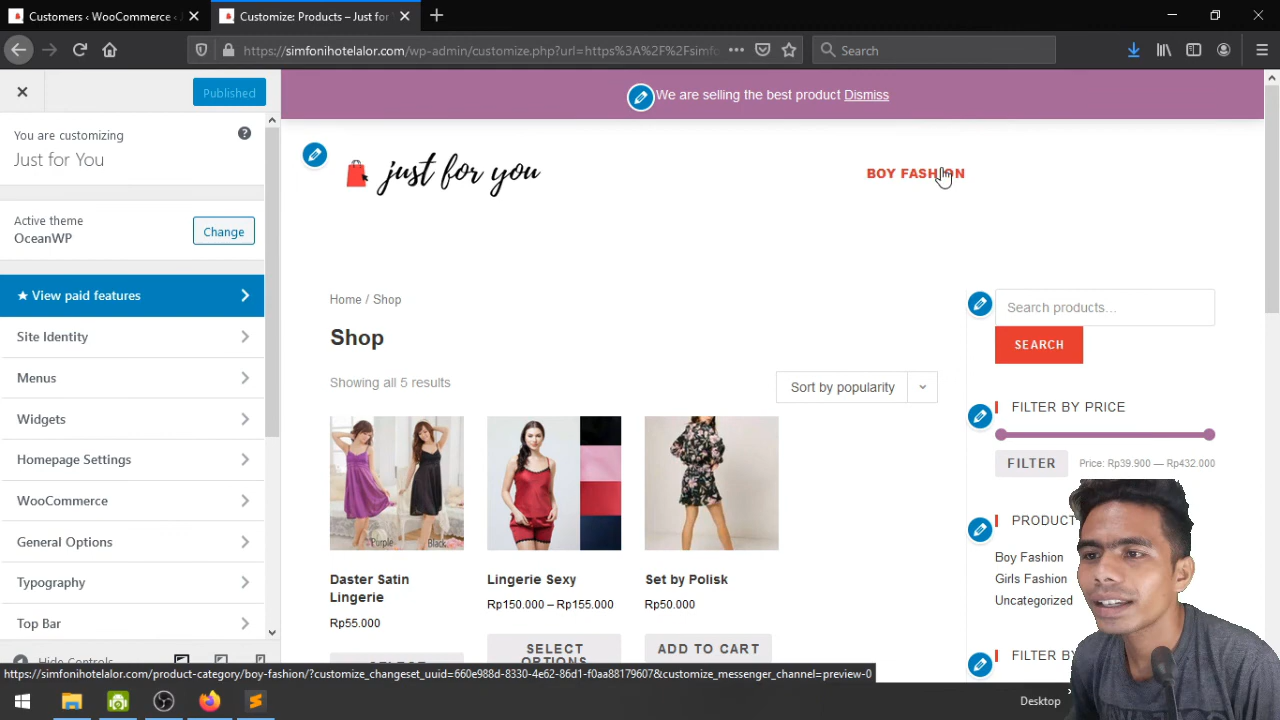 Customers ‹ WooCommerce ‹ J
Customize: Products – Just for Y
https://simfonihotelalor.com/wp-admin/customize.php?url=https%3A%2F%2Fsimfo
Search
Published
We are selling the best product Dismiss
You are customizing
Just for You
just for you
BOY FASHION
Active theme
OceanWP
Change
★ View paid features
Site Identity
Menus
Widgets
Homepage Settings
WooCommerce
General Options
Typography
Top Bar
Hide Controls
Home / Shop
Shop
Showing all 5 results
Sort by popularity
Purple
Black
Daster Satin
Lingerie
Rp55.000
Lingerie Sexy
Rp150.000 – Rp155.000
SELECT
OPTIONS
Set by Polisk
Rp50.000
ADD TO CART
SELECT
Search products...
SEARCH
FILTER BY PRICE
FILTER
Price: Rp39.900 — Rp432.000
PRODUCT
Boy Fashion
Girls Fashion
Uncategorized
FILTER BY
https://simfonihotelalor.com/product-category/boy-fashion/?customize_changeset_uuid=660e988d-8330-4e62-86d1-f0aa88179607&customize_messenger_channel=preview-0
Desktop